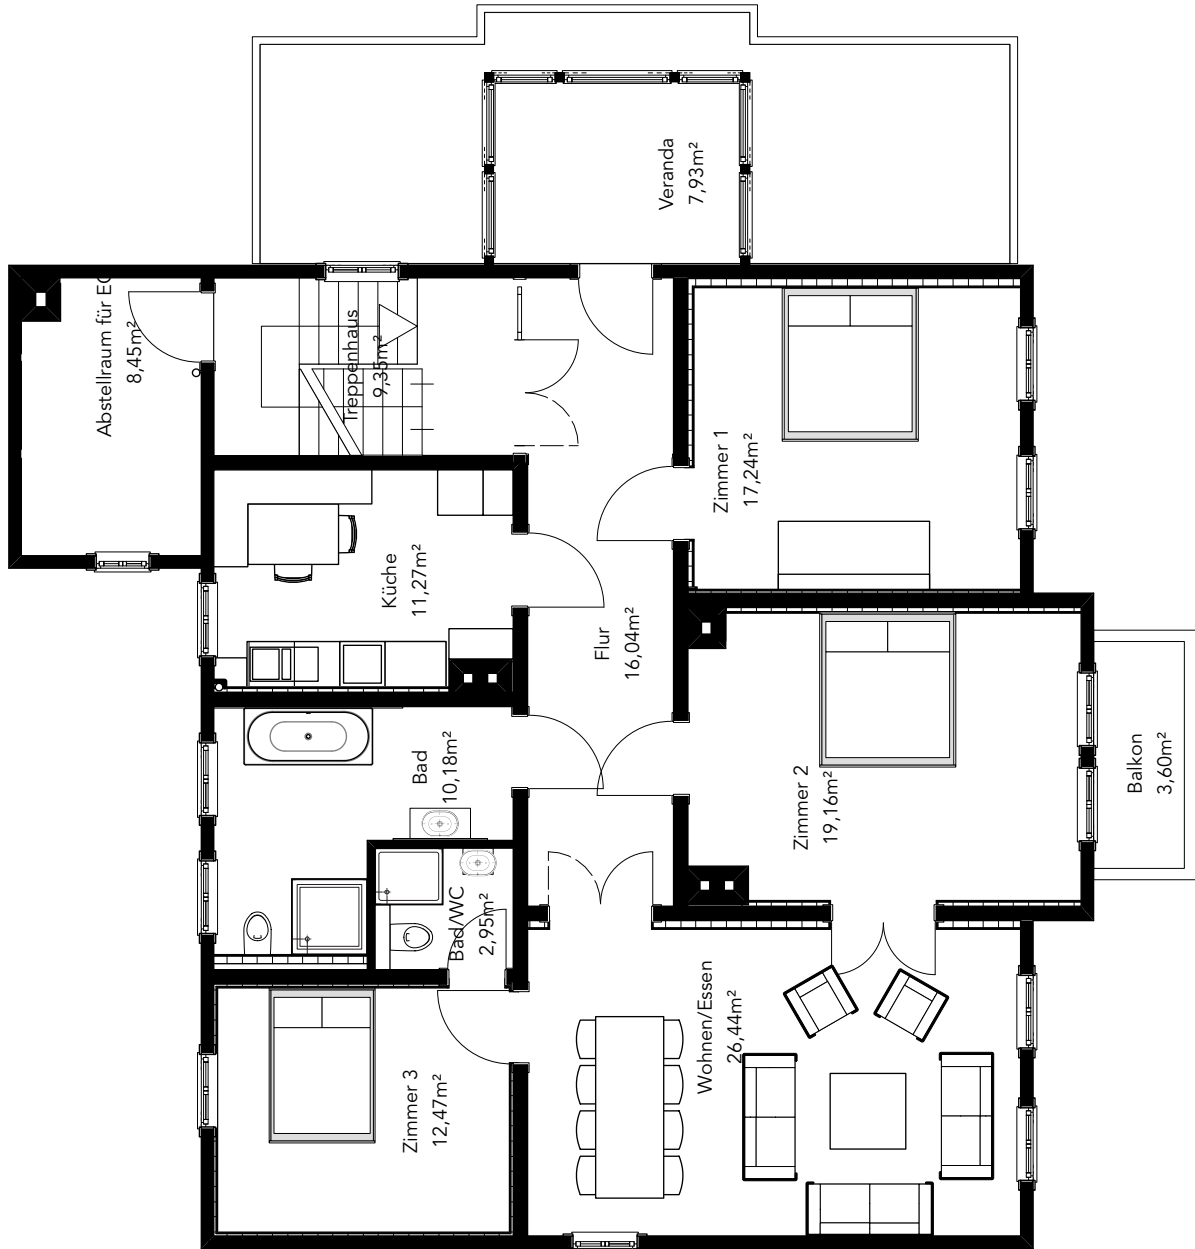 Veranda
7,93m²
Abstellraum für EG
8,45m²
Treppenhaus
9,35m²
Zimmer 1
17,24m²
Küche
11,27m²
Flur
16,04m²
Bad
10,18m²
Zimmer 2
19,16m²
Balkon
3,60m²
Bad/WC
2,95m²
Wohnen/Essen
26,44m²
Zimmer 3
12,47m²